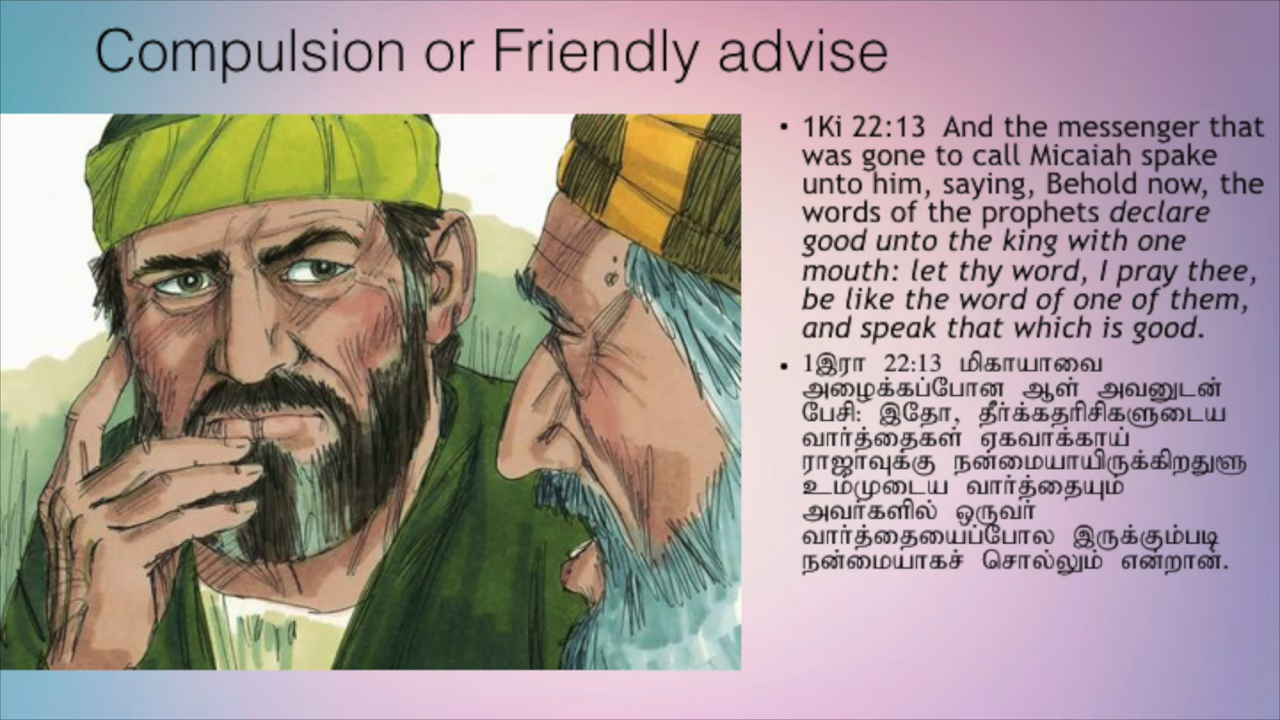 Compulsion or Friendly advise
• 1Ki 22:13 And the messenger that
was gone to call Micaiah spake
unto him, saying, Behold now, the
words of the prophets declare
good unto the king with one
mouth: let thy word, I pray thee,
be like the word of one of them,
and speak that which is good.
• 1இரா 22:13 மிகாயாவை
அழைக்கப்போன ஆள் அவனுடன்
பேசி: இதோ, தீர்க்கதரிசிகளுடைய
வார்த்தைகள் ஏகவாக்காய்
ராஜாவுக்கு நன்மையாயிருக்கிறதுளூ
உம்முடைய வார்த்தையும்
அவர்களில் ஒருவர்
வார்த்தையைப்போல இருக்கும்படி
நன்மையாகச் சொல்லும் என்றான்.